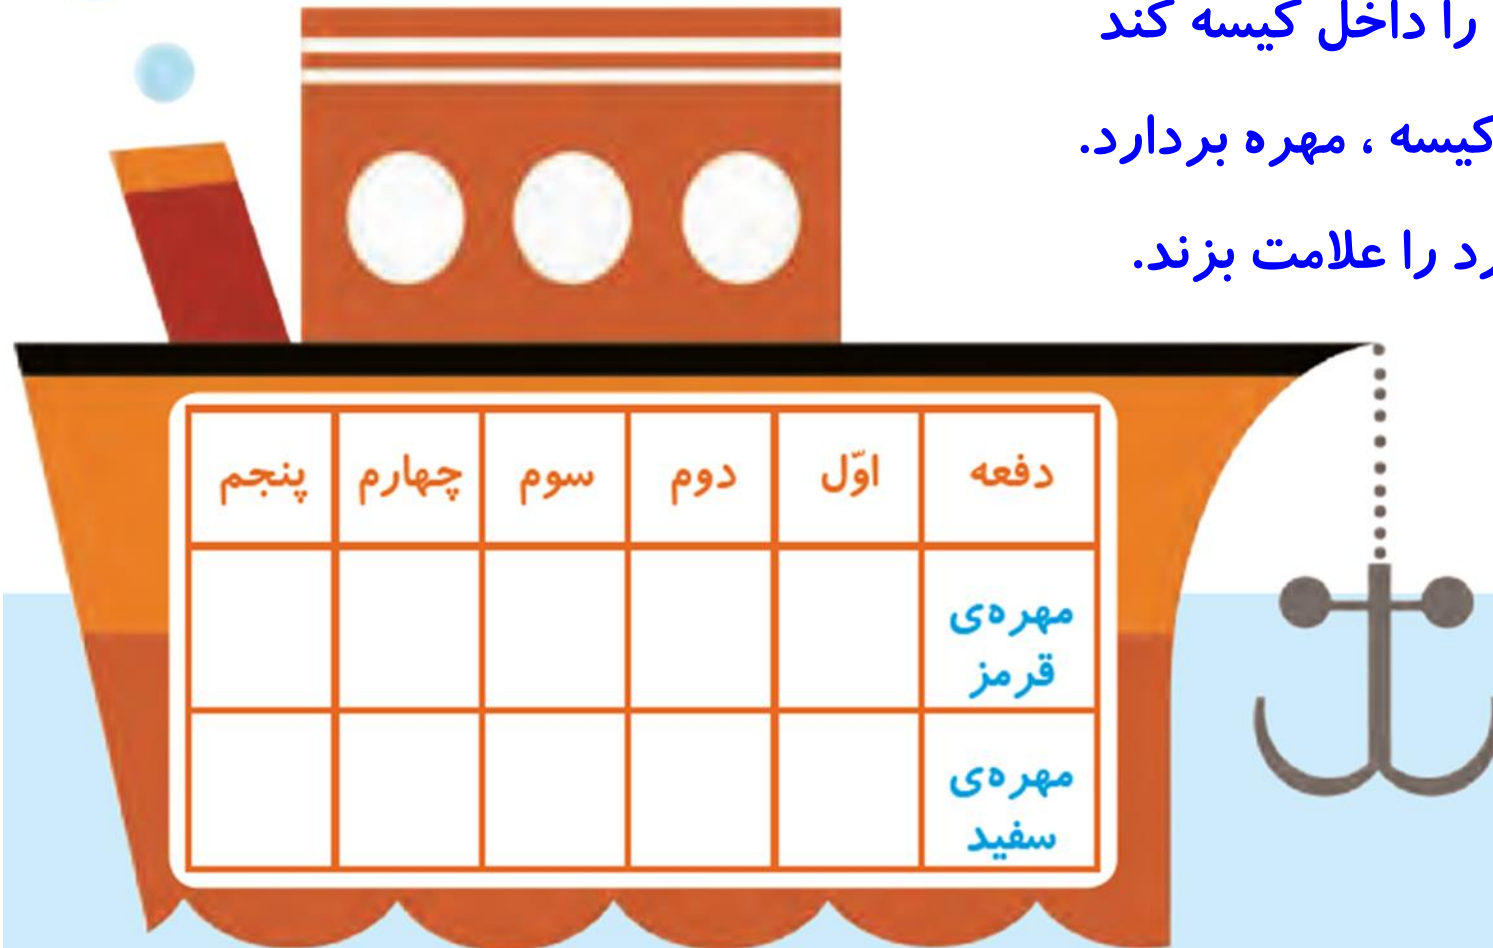 را داخل کیسه کند
کیسه ، مهره بردارد.
را علامت بزند.
دفعه اوّل دوم سوم چهارم پنجم
مهره‌ی
قرمز
مهره‌ی
سفید